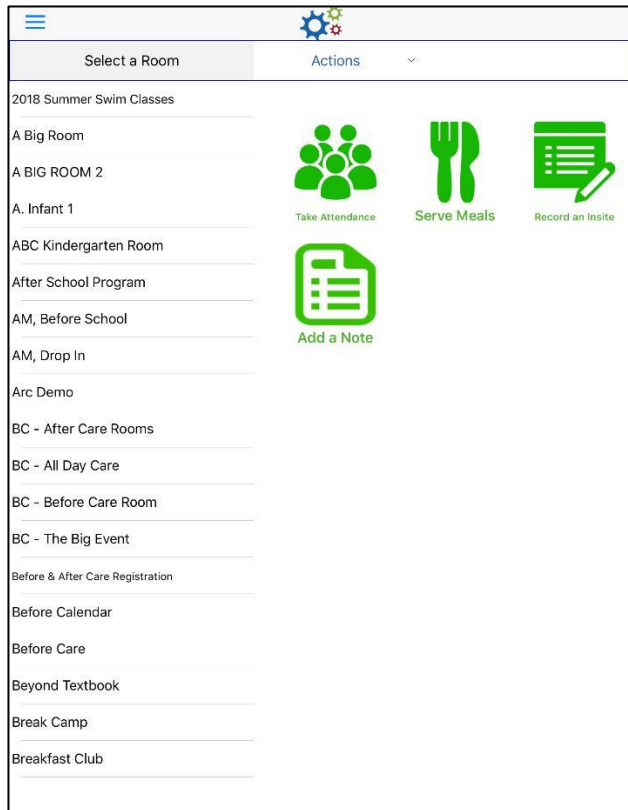 Select a Room
Actions
2018 Summer Swim Classes
A Big Room
A BIG ROOM 2
A. Infant 1
ABC Kindergarten Room
After School Program
AM, Before School
AM, Drop In
Arc Demo
BC - After Care Rooms
BC - All Day Care
BC - Before Care Room
BC - The Big Event
Before & After Care Registration
Before Calendar
Before Care
Beyond Textbook
Break Camp
Breakfast Club
Take Attendance
Serve Meals
Record an Insite
Add a Note